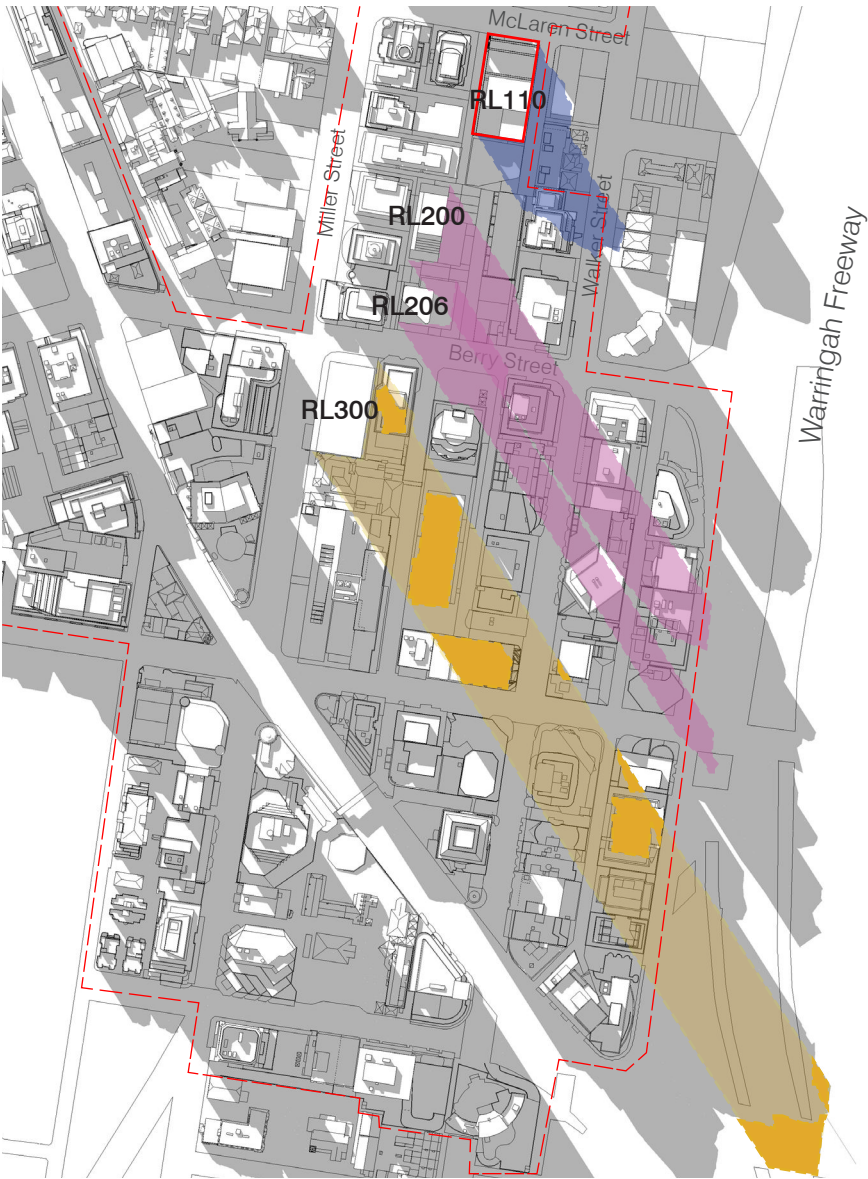 McLaren Street
RL110
Miller Street
RL200
Walker Street
RL206
Warringah Freeway
Berry Street
RL300